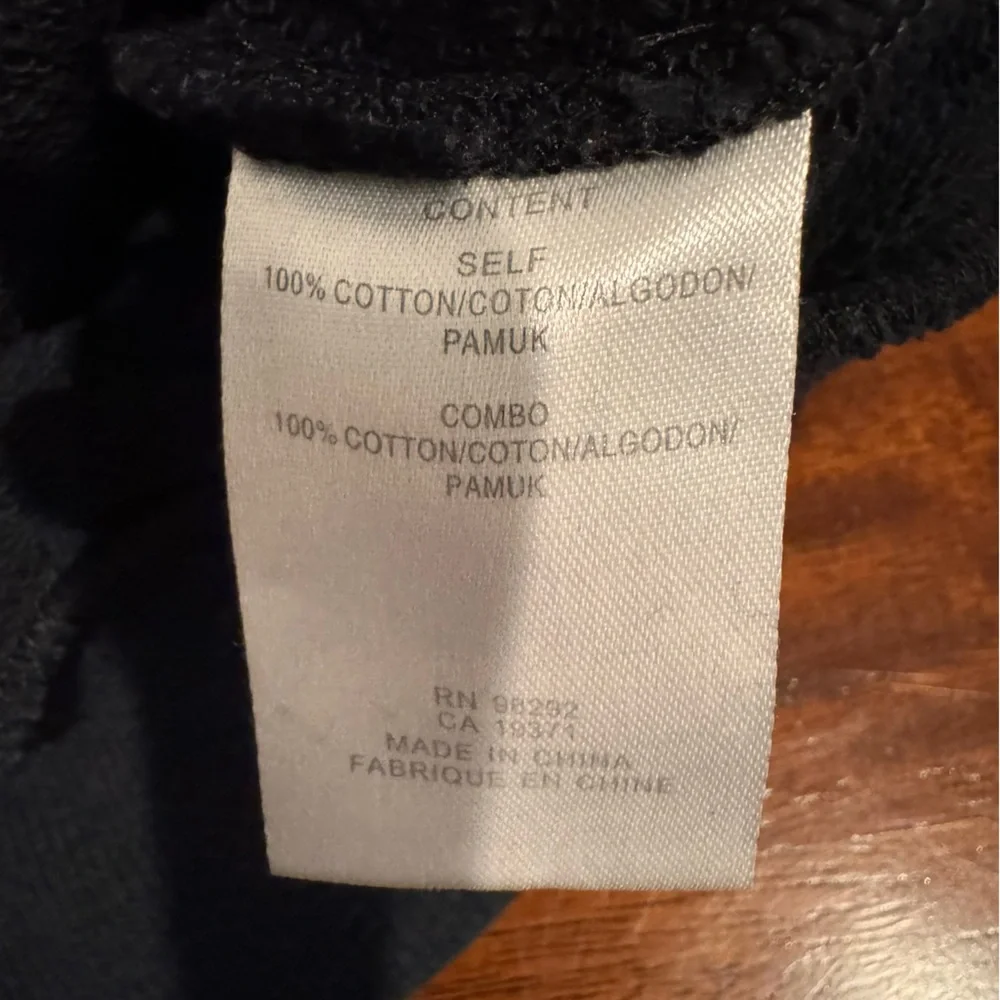 CONTENT
SELF
100% COTTON/COTON/ALGODON/
PAMUK
COMBO
100% COTTON/COTON/ALGODON/
PAMUK
RN 98292
CA 19371
MADE IN CHINA
FABRIQUE EN CHINE